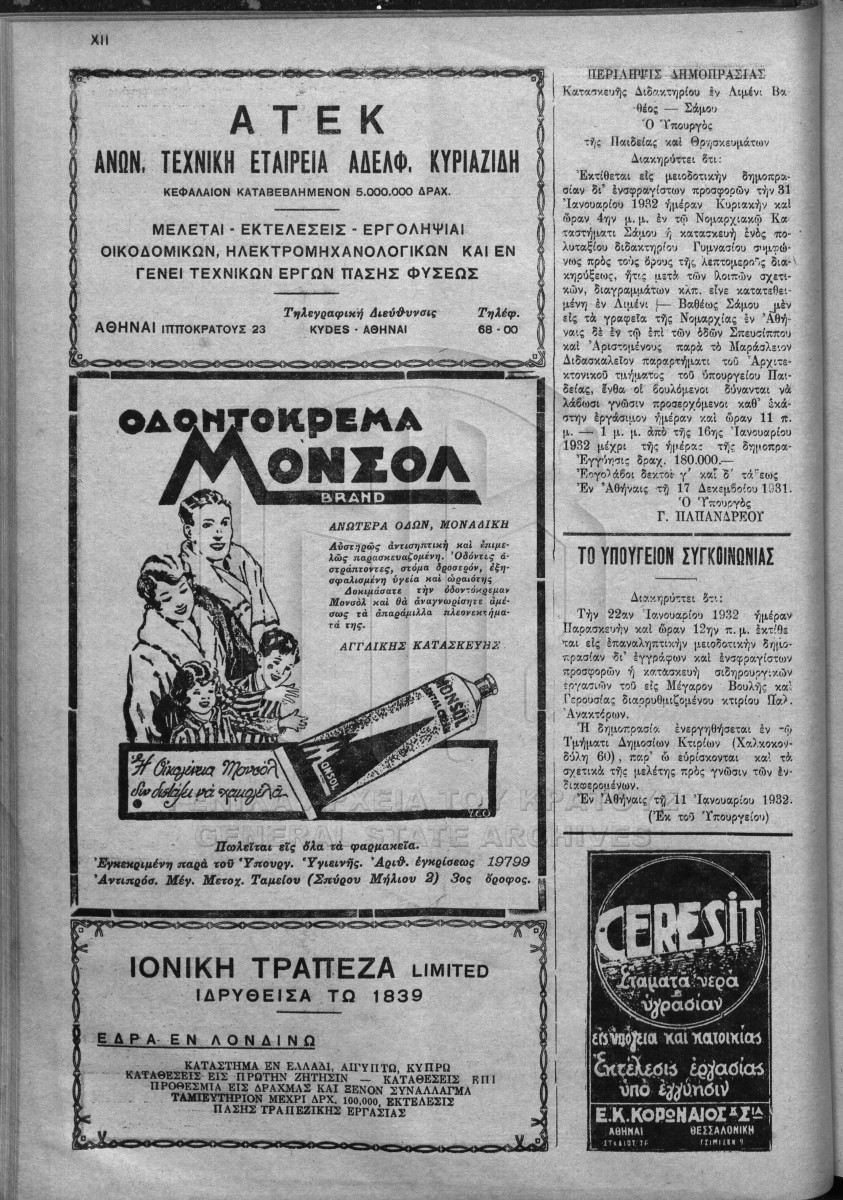 XII
ΑΤΕΚ
ΑΝΩΝ. ΤΕΧΝΙΚΗ ΕΤΑΙΡΕΙΑ ΑΔΕΛΦ. ΚΥΡΙΑΖΙΔΗ
ΚΕΦΑΛΑΙΟΝ ΚΑΤΑΒΕΒΛΗΜΕΝΟΝ 5.000.000 ΔΡΑΧ.
ΜΕΛΕΤΑΙ - ΕΚΤΕΛΕΣΕΙΣ - ΕΡΓΟΛΗΨΙΑΙ
ΟΙΚΟΔΟΜΙΚΩΝ, ΗΛΕΚΤΡΟΜΗΧΑΝΟΛΟΓΙΚΩΝ ΚΑΙ ΕΝ
ΓΕΝΕΙ ΤΕΧΝΙΚΩΝ ΕΡΓΩΝ ΠΑΣΗΣ ΦΥΣΕΩΣ
Τηλεγραφική Διεύθυνσις Τηλέφ.
ΑΘΗΝΑΙ ΙΠΠΟΚΡΑΤΟΥΣ 23 KYDES - ΑΘΗΝΑΙ 68-00
ΟΔΟΝΤΟΚΡΕΜΑ
ΜΟΝΣΟΛ
BRAND
ΑΝΩΤΕΡΑ ΟΔΩΝ, ΜΟΝΑΔΙΚΗ
Αὐστηρῶς ἀντισηπτικὴ καὶ ἐπιμε-
λῶς παρασκευαζομένη. Ὀδόντες ἀ-
στράπτοντες, στόμα δροσερόν, ἐξη-
σφαλισμένη ὑγεία καὶ ὡραιότης
Δοκιμάσατε τὴν ὀδοντόκρεμαν
Μονσὸλ καὶ θὰ ἀναγνωρίσητε ἀμέ-
σως τὰ ἀπαράμιλλα πλεονεκτήμα-
τά της.
ΑΓΓΛΙΚΗΣ ΚΑΤΑΣΚΕΥΗΣ
MONSOL
DENTAL CREAM
MONSOL
Ἡ Οἰκογένεια Μονσὸλ
δὲν διστάζει νὰ χαμογελᾶ
Πωλεῖται εἰς ὅλα τὰ φαρμακεῖα.
Ἐγκεκριμένη παρὰ τοῦ Ὑπουργ. Ὑγιεινῆς. Ἀριθ. ἐγκρίσεως 19799
Ἀντιπρόσ. Μέγ. Μετοχ. Ταμείου (Σπύρου Μήλιου 2) 3ος ὄροφος.
ΙΟΝΙΚΗ ΤΡΑΠΕΖΑ LIMITED
ΙΔΡΥΘΕΙΣΑ ΤΩ 1839
ΕΔΡΑ ΕΝ ΛΟΝΔΙΝΩ
ΚΑΤΑΣΤΗΜΑ ΕΝ ΕΛΛΑΔΙ, ΑΙΓΥΠΤΩ, ΚΥΠΡΩ
ΚΑΤΑΘΕΣΕΙΣ ΕΙΣ ΠΡΩΤΗΝ ΖΗΤΗΣΙΝ — ΚΑΤΑΘΕΣΕΙΣ ΕΠΙ
ΠΡΟΘΕΣΜΙΑ ΕΙΣ ΔΡΑΧΜΑΣ ΚΑΙ ΞΕΝΟΝ ΣΥΝΑΛΛΑΓΜΑ
ΤΑΜΙΕΥΤΗΡΙΟΝ ΜΕΧΡΙ ΔΡΧ. 100,000, ΕΚΤΕΛΕΣΙΣ
ΠΑΣΗΣ ΤΡΑΠΕΖΙΚΗΣ ΕΡΓΑΣΙΑΣ
ΠΕΡΙΛΗΨΙΣ ΔΗΜΟΠΡΑΣΙΑΣ
Κατασκευῆς Διδακτηρίου ἐν Λιμένι Βα-
θέος — Σάμου
Ὁ Ὑπουργὸς
τῆς Παιδείας καὶ Θρησκευμάτων
Διακηρύττει ὅτι:
Ἐκτίθεται εἰς μειοδοτικὴν δημοπρα-
σίαν δι' ἐνσφραγίστων προσφορῶν τὴν 31
Ἰανουαρίου 1932 ἡμέραν Κυριακὴν καὶ
ὥραν 4ην μ. μ. ἐν τῷ Νομαρχιακῷ Κα-
ταστήματι Σάμου ἡ κατασκευὴ ἑνὸς πο-
λυταξίου διδακτηρίου Γυμνασίου συμφώ-
νως πρὸς τοὺς ὅρους τῆς λεπτομεροῦς δια-
κηρύξεως, ἥτις μετὰ τῶν λοιπῶν σχετι-
κῶν, διαγραμμάτων κλπ. εἶνε κατατεθει-
μένη ἐν Λιμένι — Βαθέως Σάμου μὲν
εἰς τὰ γραφεῖα τῆς Νομαρχίας ἐν Ἀθή-
ναις δὲ ἐν τῷ ἐπὶ τῶν ὁδῶν Σπευσίππου
καὶ Ἀριστομένους παρὰ τὸ Μαράσλειον
Διδασκαλεῖον παραρτήματι τοῦ Ἀρχιτε-
κτονικοῦ τμήματος τοῦ ὑπουργείου Παι-
δείας, ἔνθα οἱ βουλόμενοι δύνανται νὰ
λάβωσι γνῶσιν προσερχόμενοι καθ' ἑκά-
στην ἐργάσιμον ἡμέραν καὶ ὥραν 11 π.
μ. — 1 μ. μ. ἀπὸ τῆς 16ης Ἰανουαρίου
1932 μέχρι τῆς ἡμέρας τῆς δημοπρα-
Ἐγγύησις δραχ. 180.000.—
Ἐργολάβοι δεκτοὶ γ' καὶ δ' τάξεως
Ἐν Ἀθήναις τῇ 17 Δεκεμβρίου 1931.
Ὁ Ὑπουργὸς
Γ. ΠΑΠΑΝΔΡΕΟΥ
ΤΟ ΥΠΟΥΓΕΙΟΝ ΣΥΓΚΟΙΝΩΝΙΑΣ
Διακηρύττει ὅτι:
Τὴν 22αν Ἰανουαρίου 1932 ἡμέραν
Παρασκευὴν καὶ ὥραν 12ην π. μ. ἐκτίθε
ται εἰς ἐπαναληπτικὴν μειοδοτικὴν δημο-
πρασίαν δι' ἐγγράφων καὶ ἐνσφραγίστων
προσφορῶν ἡ κατασκευὴ σιδηρουργικῶν
ἐργασιῶν τοῦ εἰς Μέγαρον Βουλῆς καὶ
Γερουσίας διαρρυθμιζομένου κτιρίου Παλ.
Ἀνακτόρων.
Ἡ δημοπρασία ἐνεργηθήσεται ἐν τῷ
Τμήματι Δημοσίων Κτιρίων (Χαλκοκον-
δύλη 60), παρ' ᾧ εὑρίσκονται καὶ τὰ
σχετικὰ τῆς μελέτης πρὸς γνῶσιν τῶν ἐν-
διαφερομένων.
Ἐν Ἀθήναις τῇ 11 Ἰανουαρίου 1932.
(Ἐκ τοῦ Ὑπουργείου)
CERESIT
Σταματᾶ νερὰ
ὑγρασίαν
εἰς ὑπόγεια καὶ κατοικίας
Ἐκτέλεσις ἐργασίας
ὑπὸ ἐγγύησιν
Ε.Κ.ΚΟΡΩΝΑΙΟΣ & ΣΙΑ
ΑΘΗΝΑΙ ΘΕΣΣΑΛΟΝΙΚΗ
ΤΣΙΜΙΣΚΗ 9
ΓΕΝΙΚΑ ΑΡΧΕΙΑ ΤΟΥ ΚΡΑΤΟΥΣ
GENERAL STATE ARCHIVES